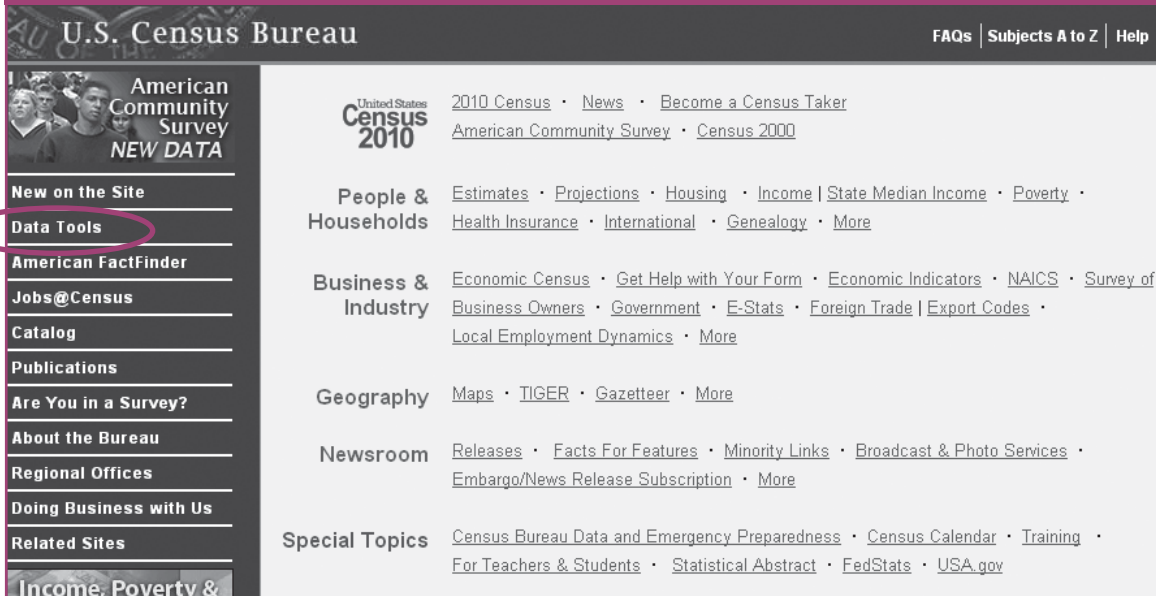 U.S. Census Bureau
FAQs | Subjects A to Z | Help
American
Community
Survey
NEW DATA
New on the Site
Data Tools
American FactFinder
Jobs@Census
Catalog
Publications
Are You in a Survey?
About the Bureau
Regional Offices
Doing Business with Us
Related Sites
Income, Poverty &
United States
Census
2010
2010 Census · News · Become a Census Taker
American Community Survey · Census 2000
People &
Households
Estimates · Projections · Housing · Income | State Median Income · Poverty ·
Health Insurance · International · Genealogy · More
Business &
Industry
Economic Census · Get Help with Your Form · Economic Indicators · NAICS · Survey of
Business Owners · Government · E-Stats · Foreign Trade | Export Codes ·
Local Employment Dynamics · More
Geography
Maps · TIGER · Gazetteer · More
Newsroom
Releases · Facts For Features · Minority Links · Broadcast & Photo Services ·
Embargo/News Release Subscription · More
Special Topics
Census Bureau Data and Emergency Preparedness · Census Calendar · Training ·
For Teachers & Students · Statistical Abstract · FedStats · USA.gov